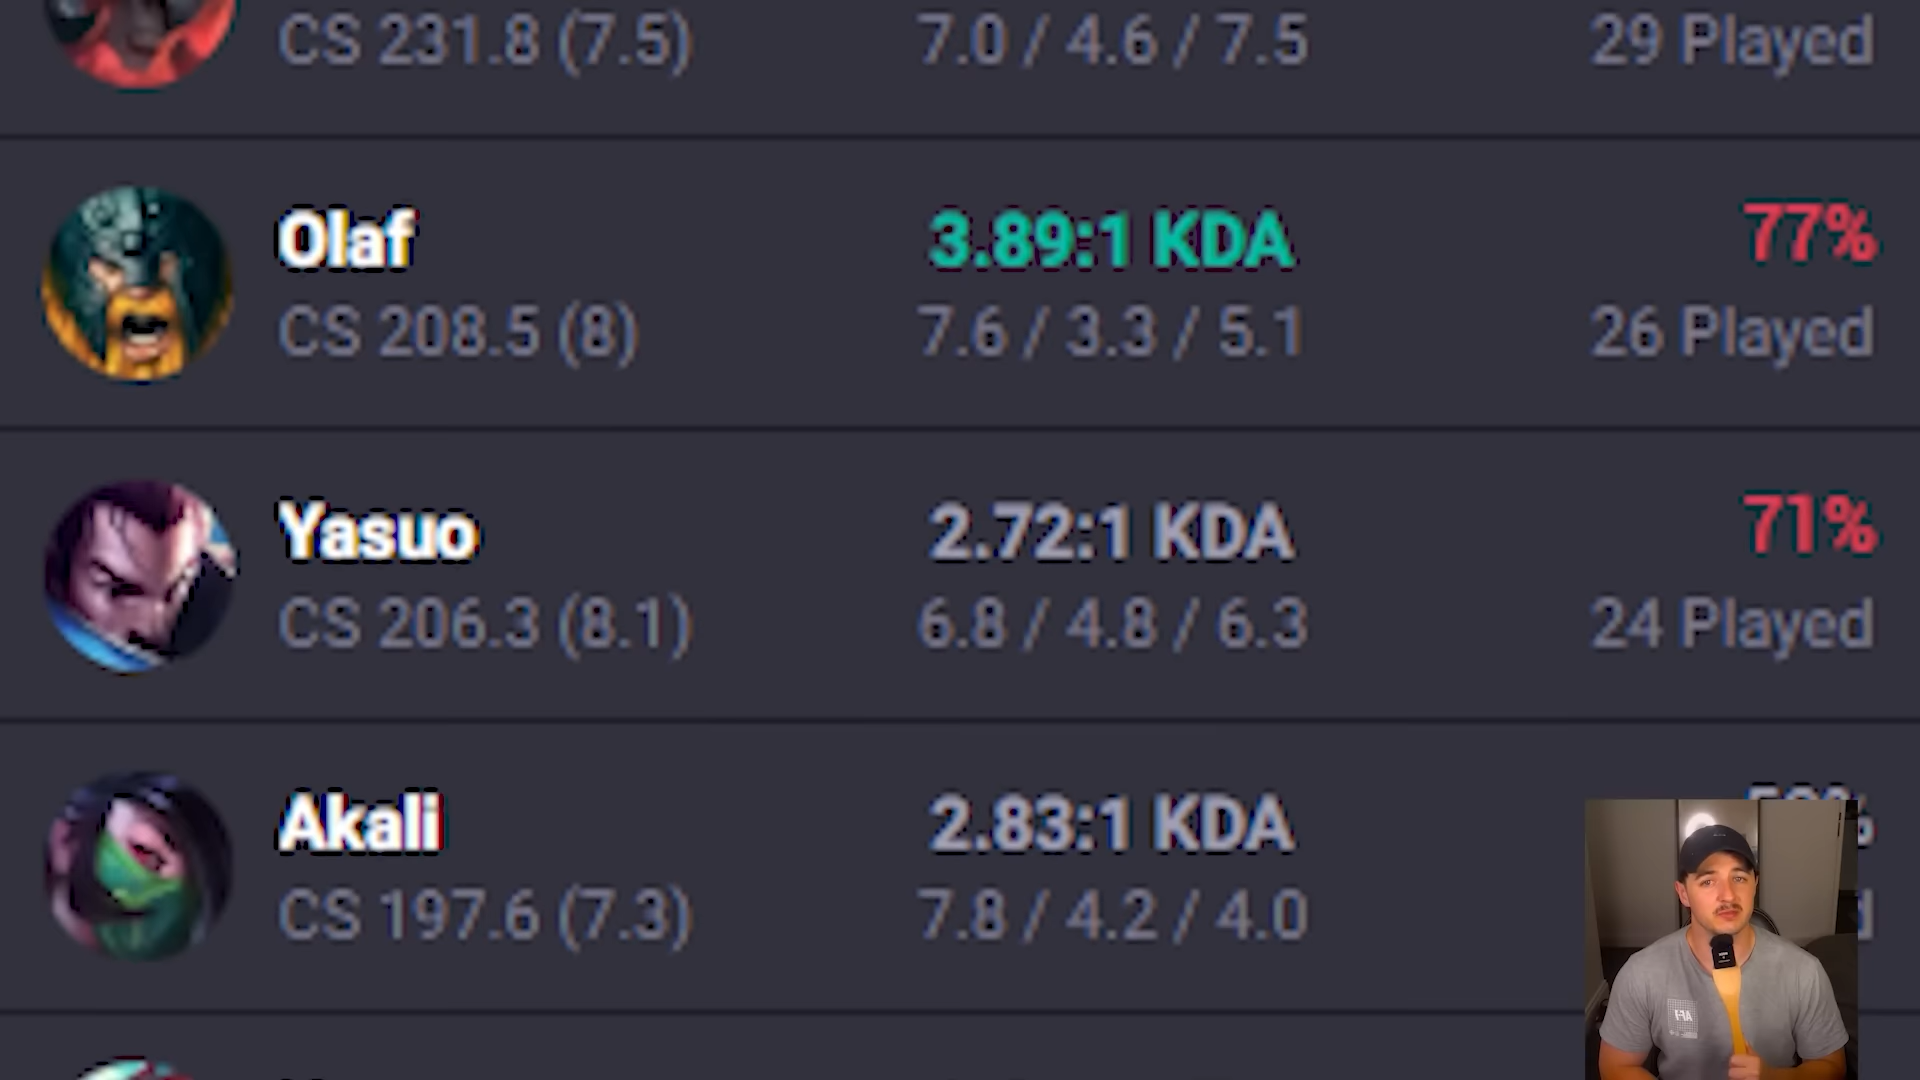 CS 231.8 (7.5) 7.0 / 4.6 / 7.5 29 Played
Olaf 3.89:1 KDA 77%
CS 208.5 (8) 7.6 / 3.3 / 5.1 26 Played
Yasuo 2.72:1 KDA 71%
CS 206.3 (8.1) 6.8 / 4.8 / 6.3 24 Played
Akali 2.83:1 KDA
CS 197.6 (7.3) 7.8 / 4.2 / 4.0